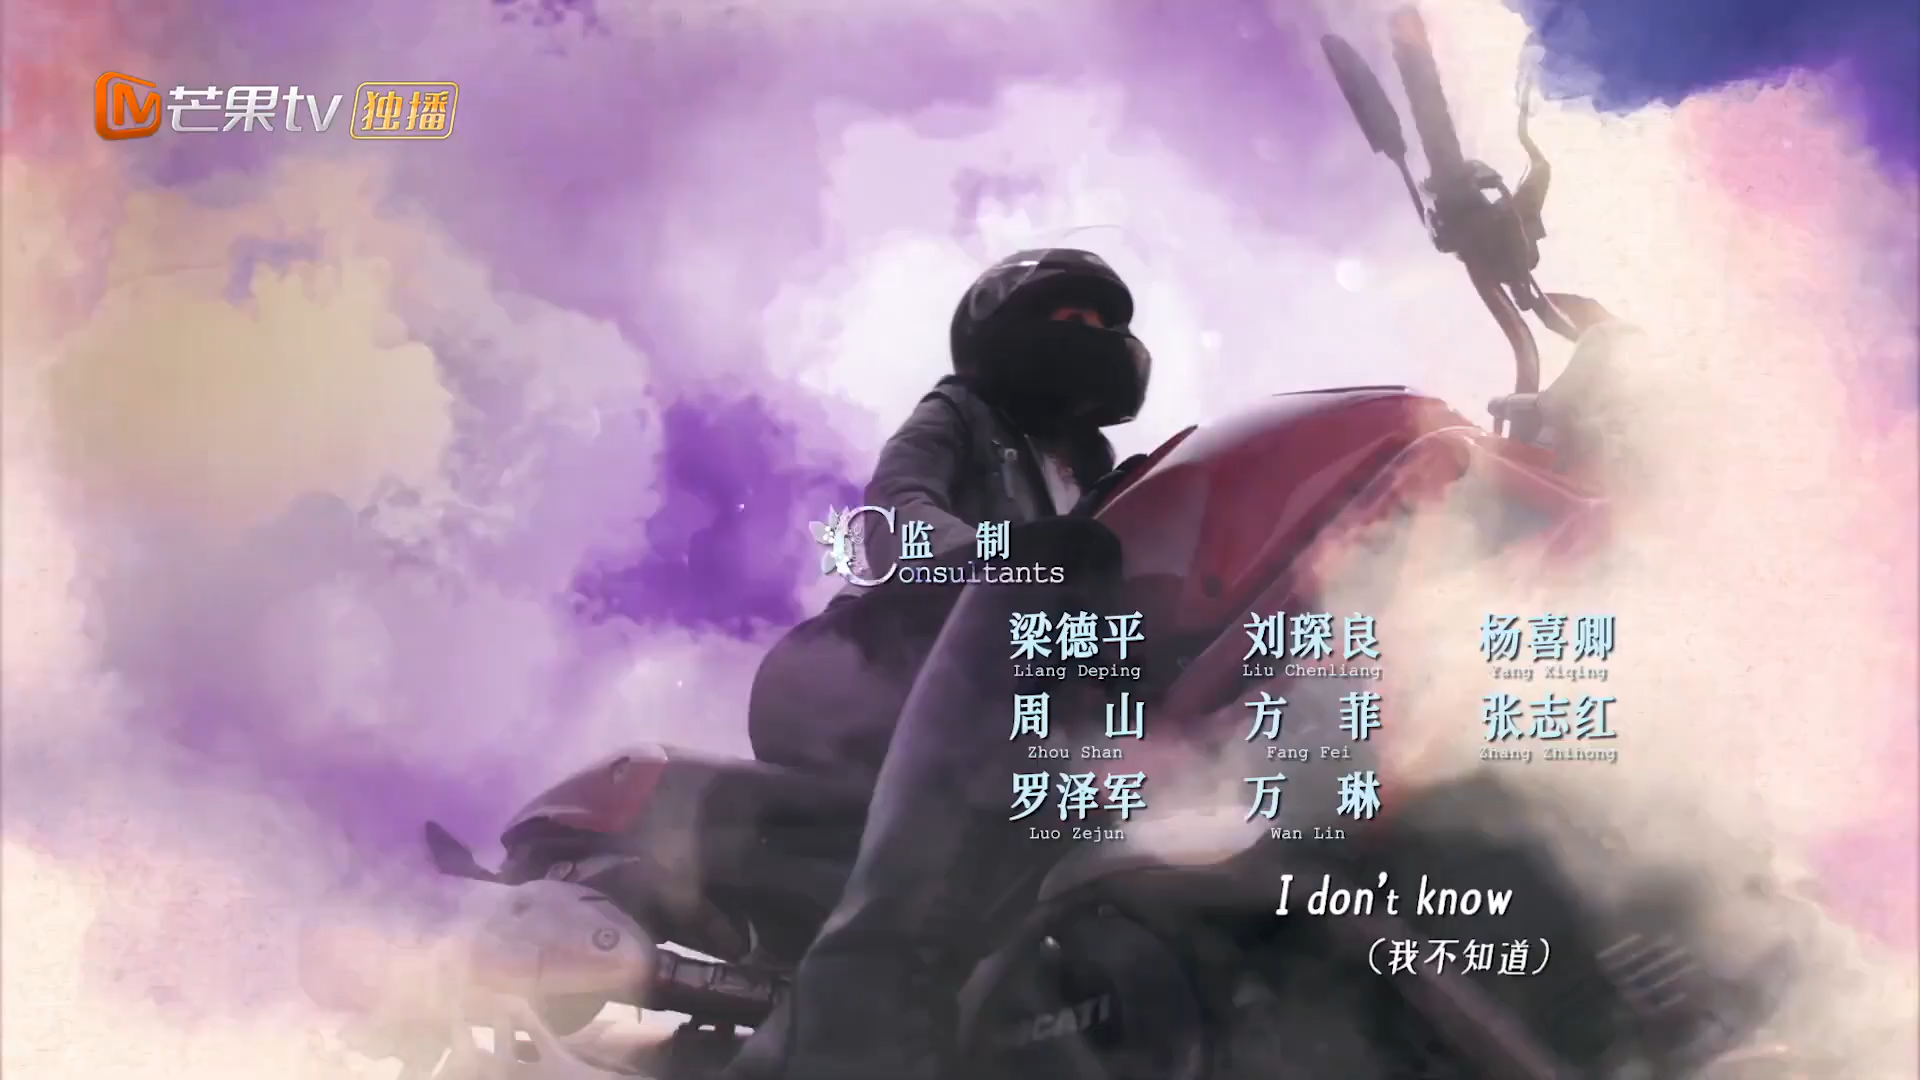 芒果tv 独播
监 制
Consultants
梁德平 刘琛良 杨喜卿
Liang Deping Liu Chenliang Yang Xiqing
周 山 方 菲 张志红
Zhou Shan Fang Fei Zhang Zhihong
罗泽军 万 琳
Luo Zejun Wan Lin
I don't know
（我不知道）
CATI